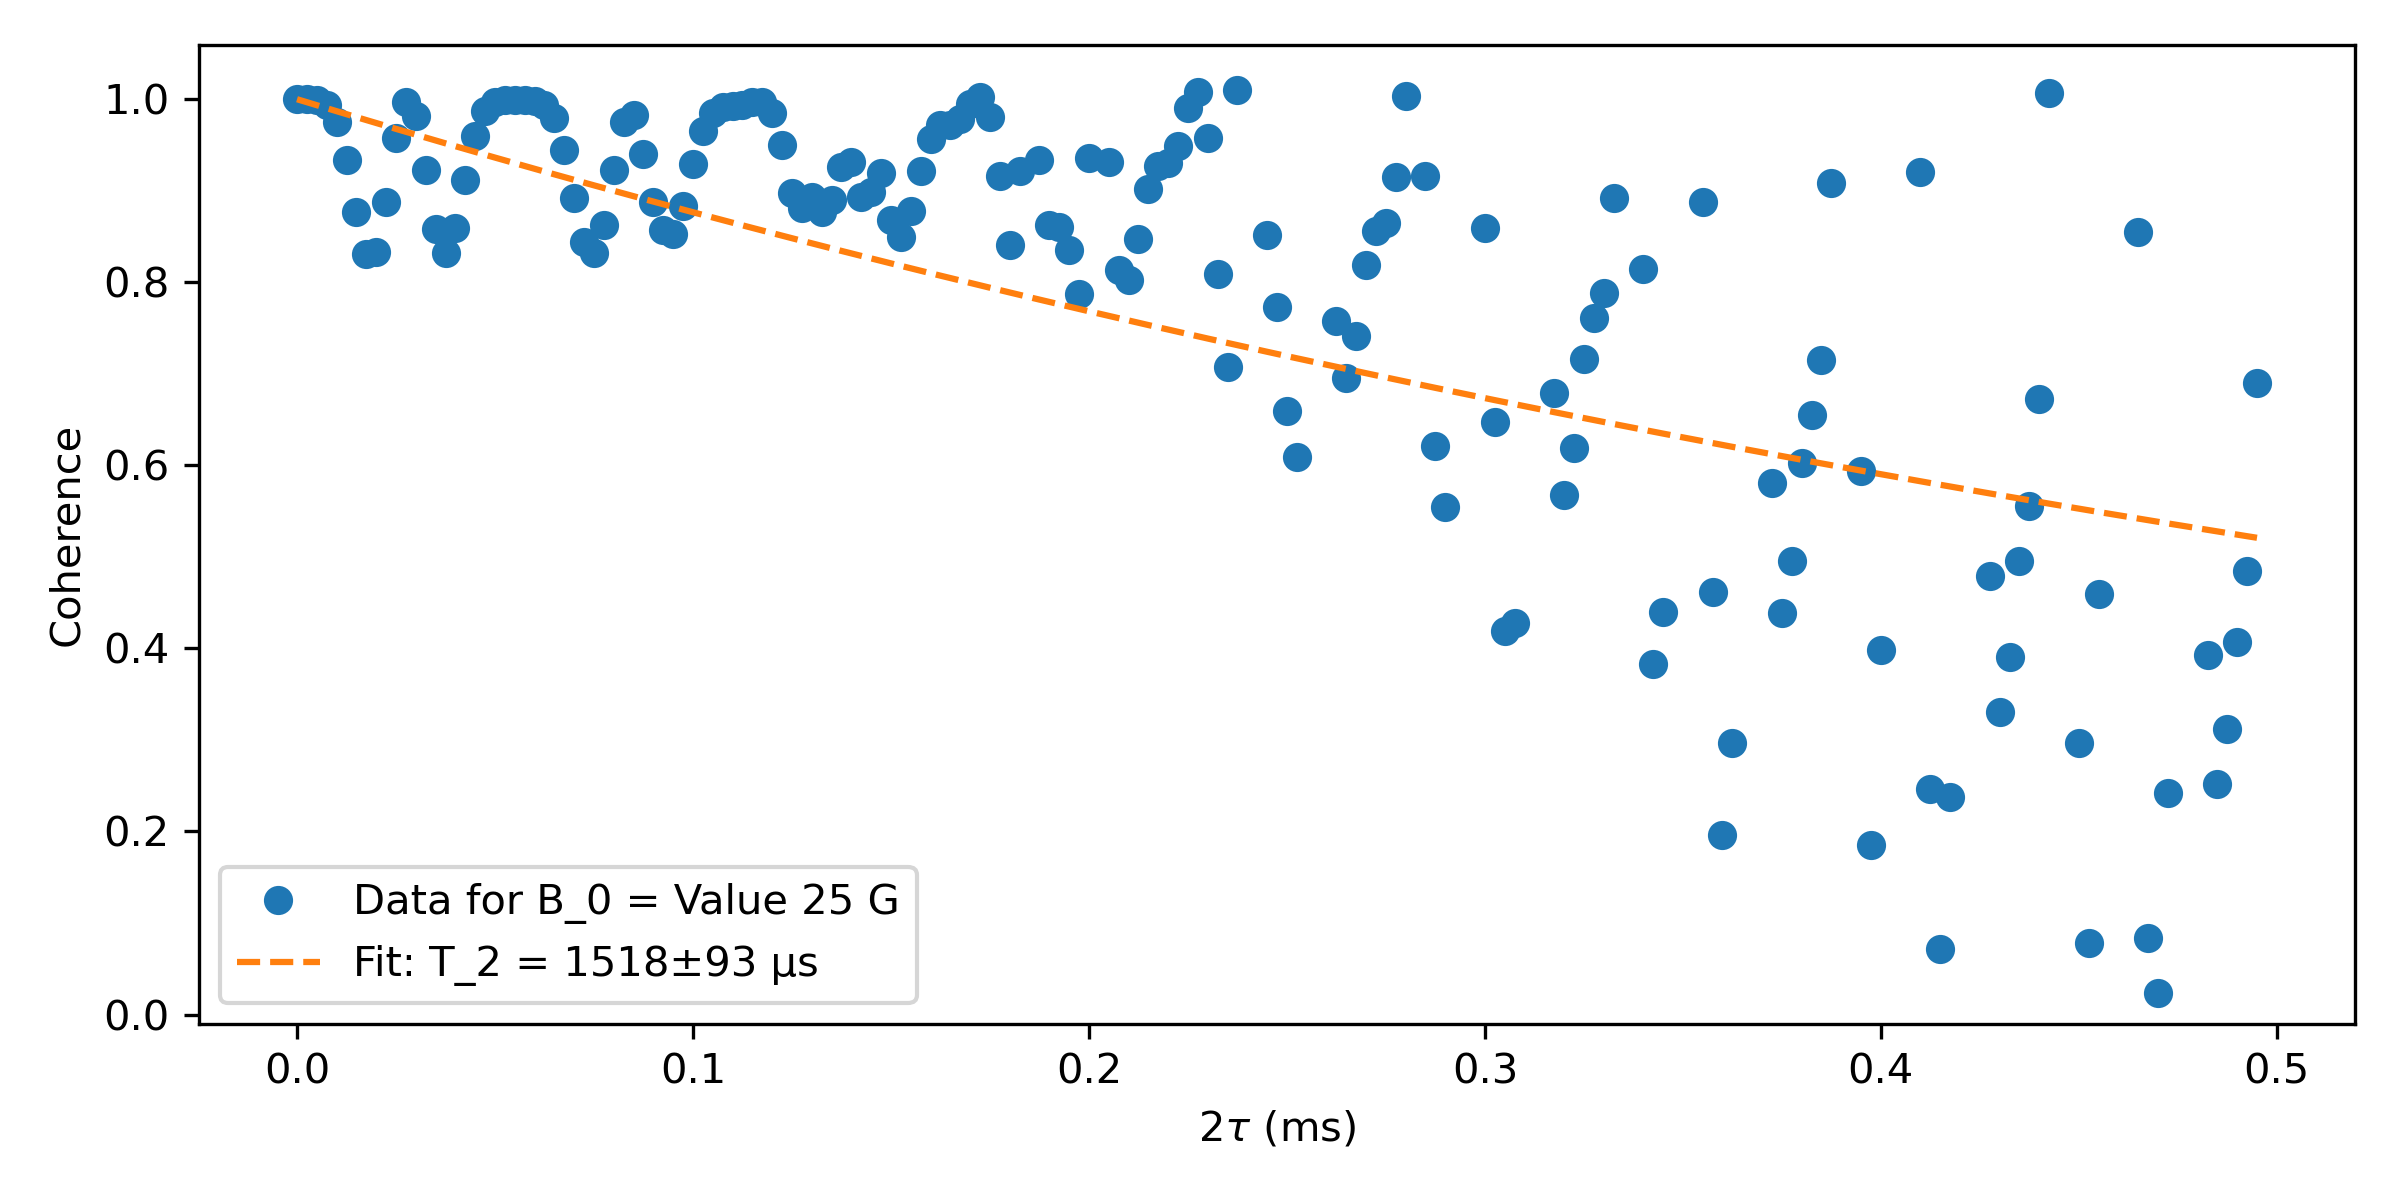 1.0
0.8
0.6
0.4
0.2
0.0
Coherence
Data for B_0 = Value 25 G
Fit: T_2 = 1518±93 μs
0.0 0.1 0.2 0.3 0.4 0.5
2τ (ms)